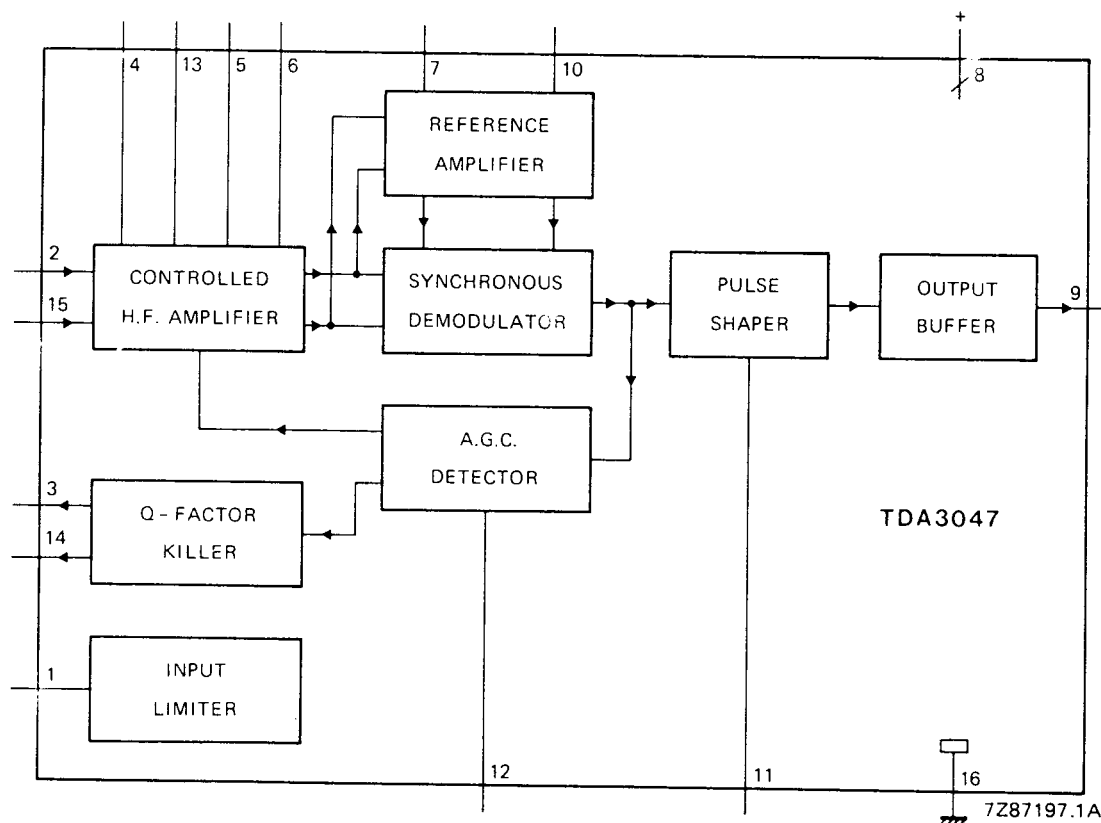 +
4 13 5 6 7 10 8
REFERENCE
AMPLIFIER
2
15
CONTROLLED
H.F. AMPLIFIER
SYNCHRONOUS
DEMODULATOR
PULSE
SHAPER
OUTPUT
BUFFER
9
A.G.C.
DETECTOR
3
14
Q-FACTOR
KILLER
TDA3047
1
INPUT
LIMITER
12 11 16
7Z87197.1A